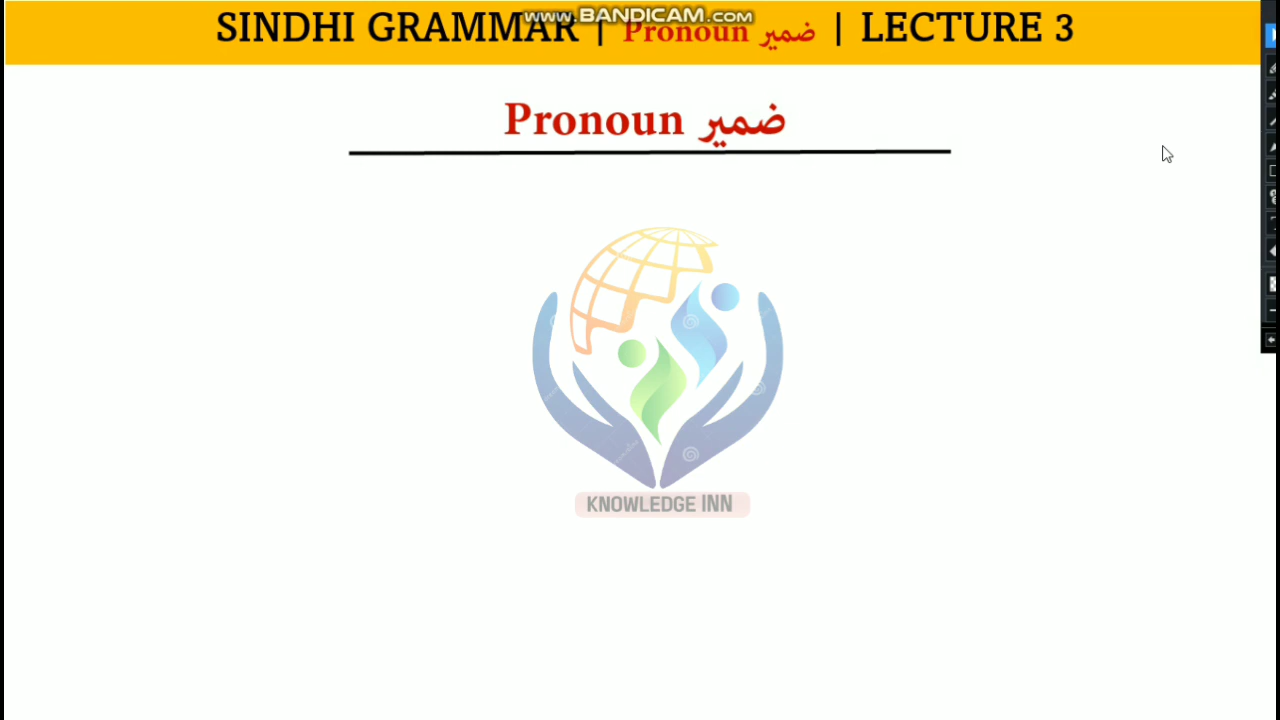 www.BANDICAM.com
SINDHI GRAMMAR | Pronoun ضمير | LECTURE 3
Pronoun ضمير
KNOWLEDGE INN